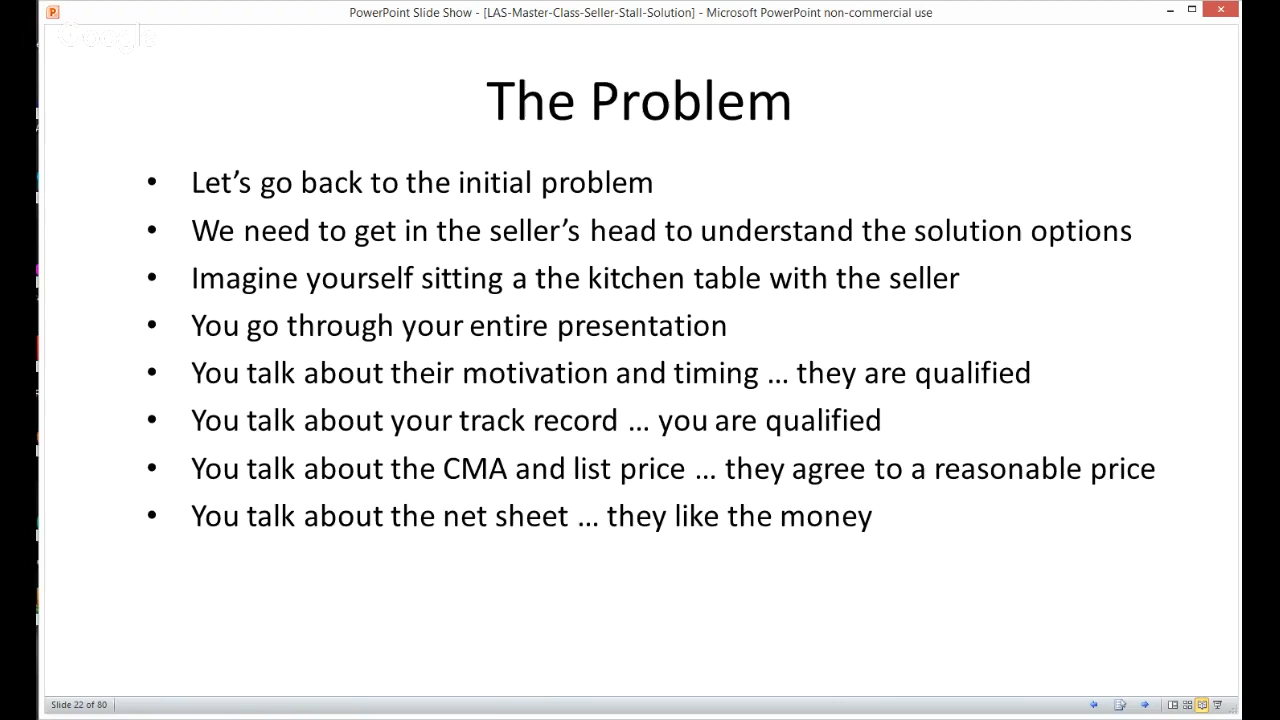 PowerPoint Slide Show - [LAS-Master-Class-Seller-Stall-Solution] - Microsoft PowerPoint non-commercial use
Google
The Problem
• Let's go back to the initial problem
• We need to get in the seller's head to understand the solution options
• Imagine yourself sitting a the kitchen table with the seller
• You go through your entire presentation
• You talk about their motivation and timing … they are qualified
• You talk about your track record … you are qualified
• You talk about the CMA and list price … they agree to a reasonable price
• You talk about the net sheet … they like the money
Slide 22 of 80